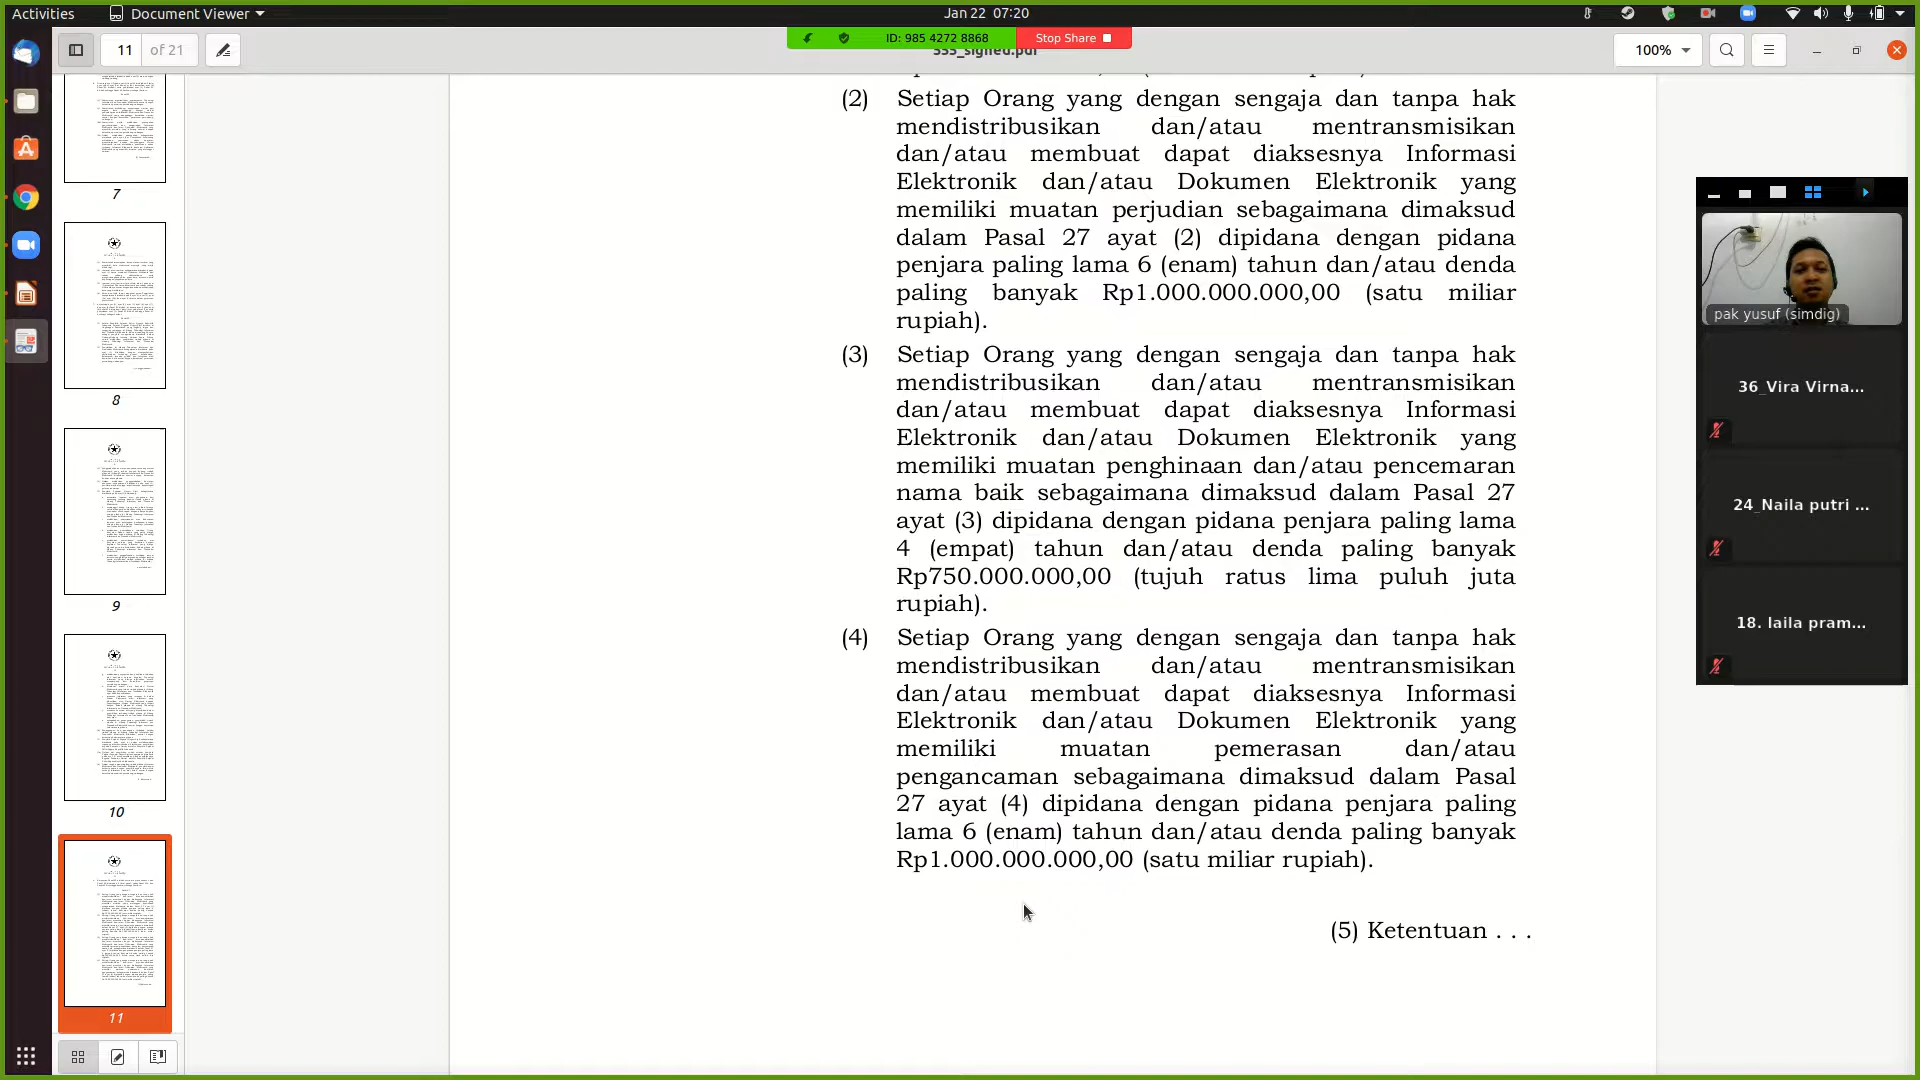 Activities
Document Viewer
Jan 22 07:20
ID: 985 4272 8868
Stop Share
11 of 21
555_signed.pdf
100%
(2) Setiap Orang yang dengan sengaja dan tanpa hak
mendistribusikan dan/atau mentransmisikan
dan/atau membuat dapat diaksesnya Informasi
Elektronik dan/atau Dokumen Elektronik yang
memiliki muatan perjudian sebagaimana dimaksud
dalam Pasal 27 ayat (2) dipidana dengan pidana
penjara paling lama 6 (enam) tahun dan/atau denda
paling banyak Rp1.000.000.000,00 (satu miliar
rupiah).
(3) Setiap Orang yang dengan sengaja dan tanpa hak
mendistribusikan dan/atau mentransmisikan
dan/atau membuat dapat diaksesnya Informasi
Elektronik dan/atau Dokumen Elektronik yang
memiliki muatan penghinaan dan/atau pencemaran
nama baik sebagaimana dimaksud dalam Pasal 27
ayat (3) dipidana dengan pidana penjara paling lama
4 (empat) tahun dan/atau denda paling banyak
Rp750.000.000,00 (tujuh ratus lima puluh juta
rupiah).
(4) Setiap Orang yang dengan sengaja dan tanpa hak
mendistribusikan dan/atau mentransmisikan
dan/atau membuat dapat diaksesnya Informasi
Elektronik dan/atau Dokumen Elektronik yang
memiliki muatan pemerasan dan/atau
pengancaman sebagaimana dimaksud dalam Pasal
27 ayat (4) dipidana dengan pidana penjara paling
lama 6 (enam) tahun dan/atau denda paling banyak
Rp1.000.000.000,00 (satu miliar rupiah).
(5) Ketentuan . . .
7
8
9
10
11
pak yusuf (simdig)
36_Vira Virna...
24_Naila putri ...
18. laila pram...